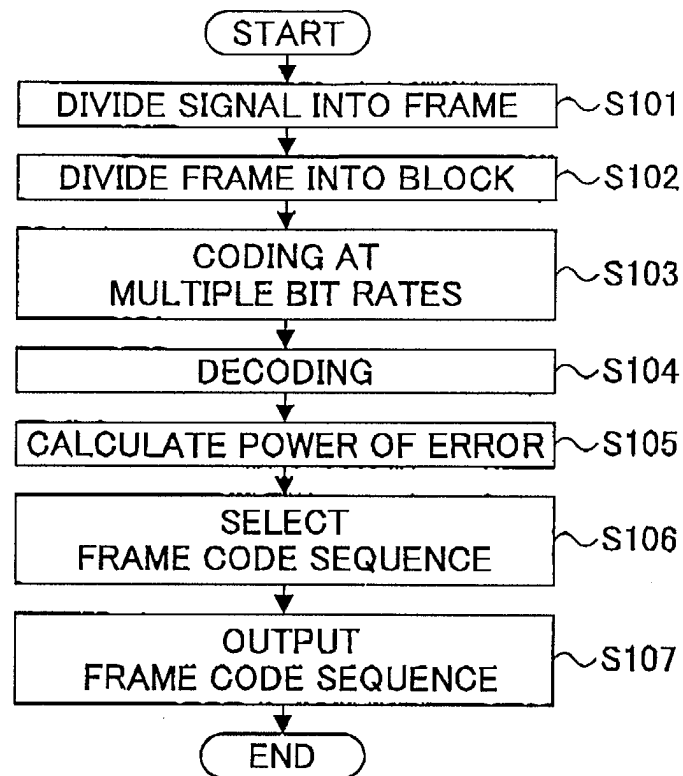 START
DIVIDE SIGNAL INTO FRAME
S101
DIVIDE FRAME INTO BLOCK
S102
CODING AT
MULTIPLE BIT RATES
S103
DECODING
S104
CALCULATE POWER OF ERROR
S105
SELECT
FRAME CODE SEQUENCE
S106
OUTPUT
FRAME CODE SEQUENCE
S107
END